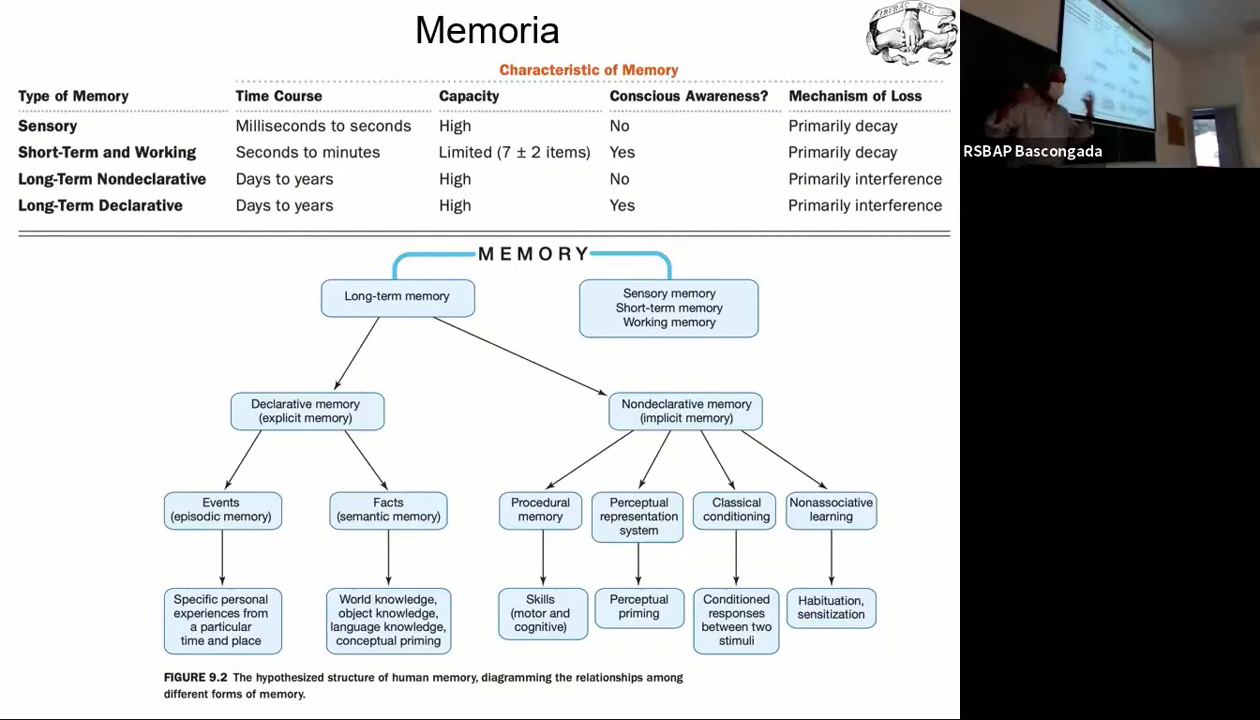 Memoria
IRURAC BAT
Characteristic of Memory
Type of Memory Time Course Capacity Conscious Awareness? Mechanism of Loss
Sensory Milliseconds to seconds High No Primarily decay
Short-Term and Working Seconds to minutes Limited (7 ± 2 items) Yes Primarily decay
Long-Term Nondeclarative Days to years High No Primarily interference
Long-Term Declarative Days to years High Yes Primarily interference
RSBAP Bascongada
MEMORY
Long-term memory
Sensory memory
Short-term memory
Working memory
Declarative memory
(explicit memory)
Nondeclarative memory
(implicit memory)
Events
(episodic memory)
Facts
(semantic memory)
Procedural
memory
Perceptual
representation
system
Classical
conditioning
Nonassociative
learning
Specific personal
experiences from
a particular
time and place
World knowledge,
object knowledge,
language knowledge,
conceptual priming
Skills
(motor and
cognitive)
Perceptual
priming
Conditioned
responses
between two
stimuli
Habituation,
sensitization
FIGURE 9.2 The hypothesized structure of human memory, diagramming the relationships among
different forms of memory.